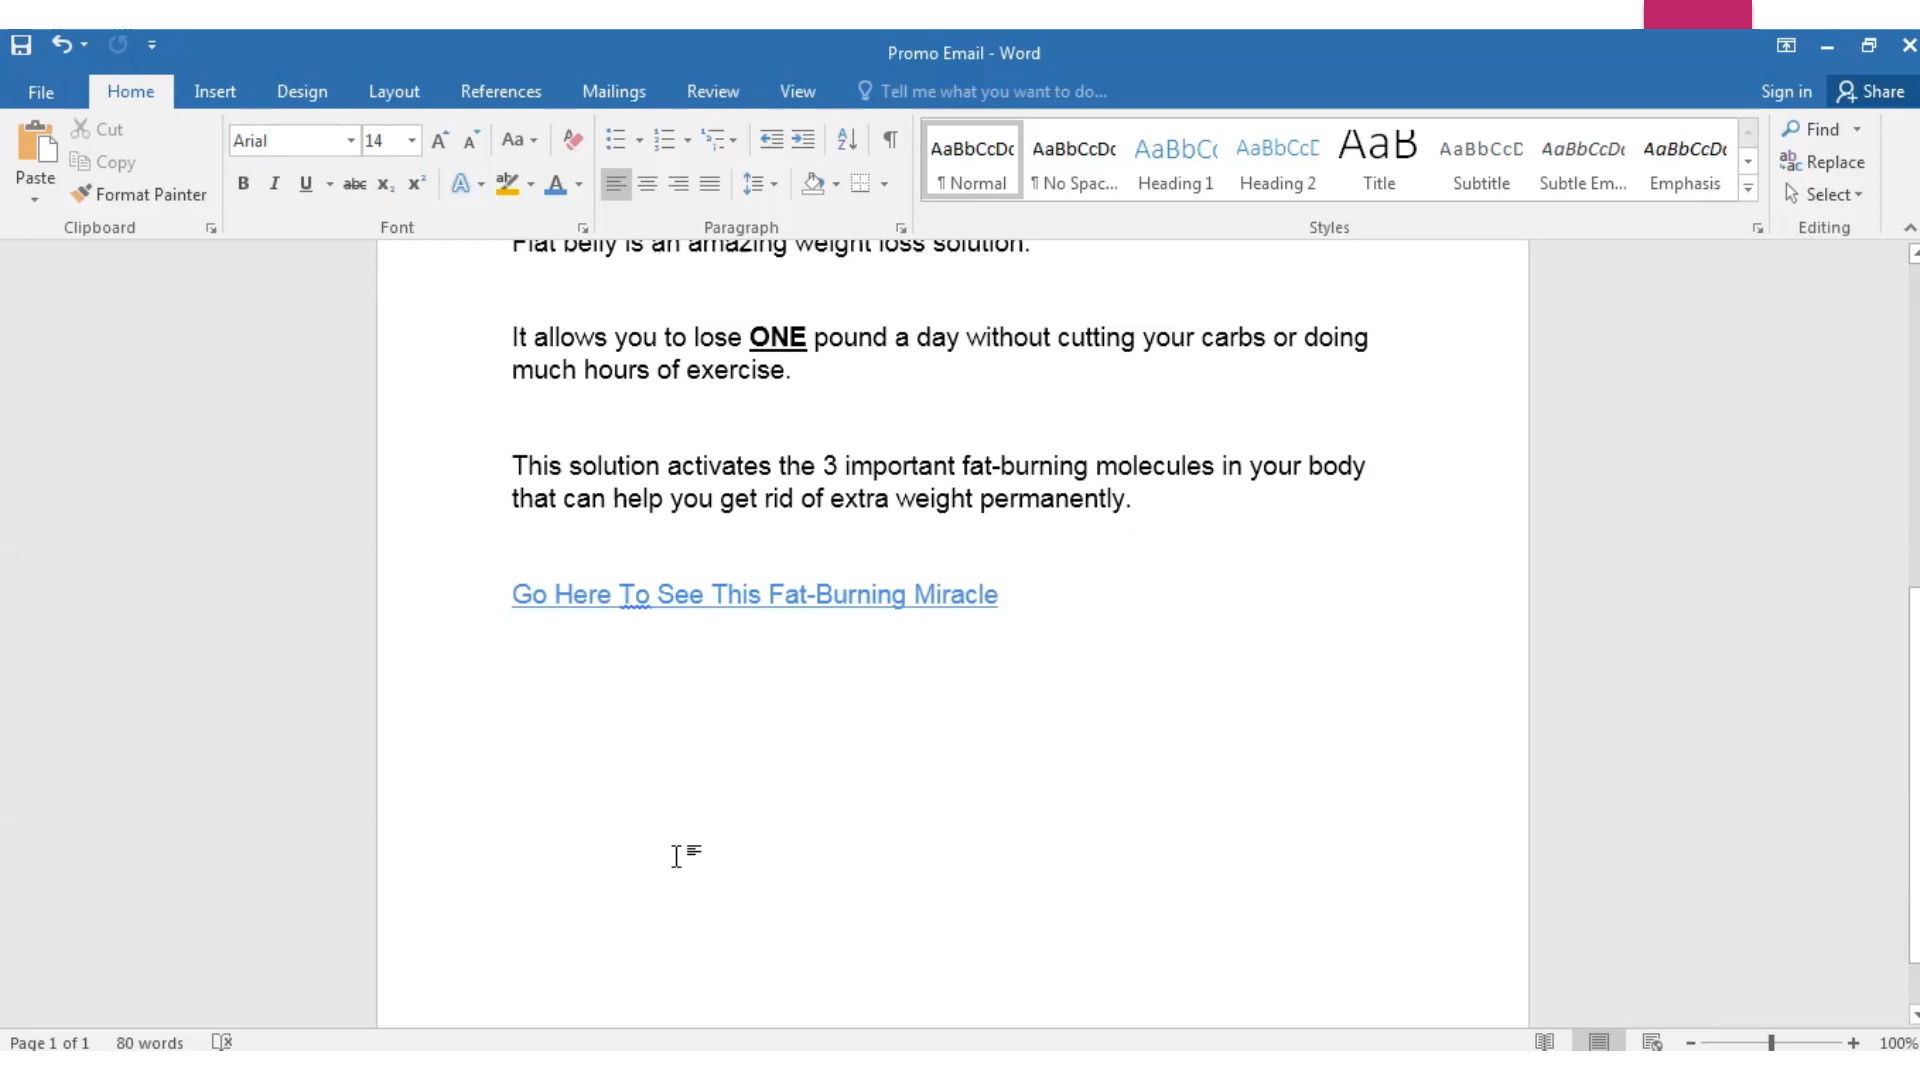 Promo Email - Word
File Home Insert Design Layout References Mailings Review View Tell me what you want to do... Sign in Share
Paste Cut Copy Format Painter Clipboard
Arial 14 Aa Font
Paragraph
AaBbCcDc ¶ Normal AaBbCcDc ¶ No Spac... AaBbCc Heading 1 AaBbCcD Heading 2 AaB Title AaBbCcD Subtitle AaBbCcDc Subtle Em... AaBbCcDc Emphasis Styles
Find Replace Select Editing
Flat belly is an amazing weight loss solution.
It allows you to lose ONE pound a day without cutting your carbs or doing
much hours of exercise.
This solution activates the 3 important fat-burning molecules in your body
that can help you get rid of extra weight permanently.
Go Here To See This Fat-Burning Miracle
Page 1 of 1 80 words 100%